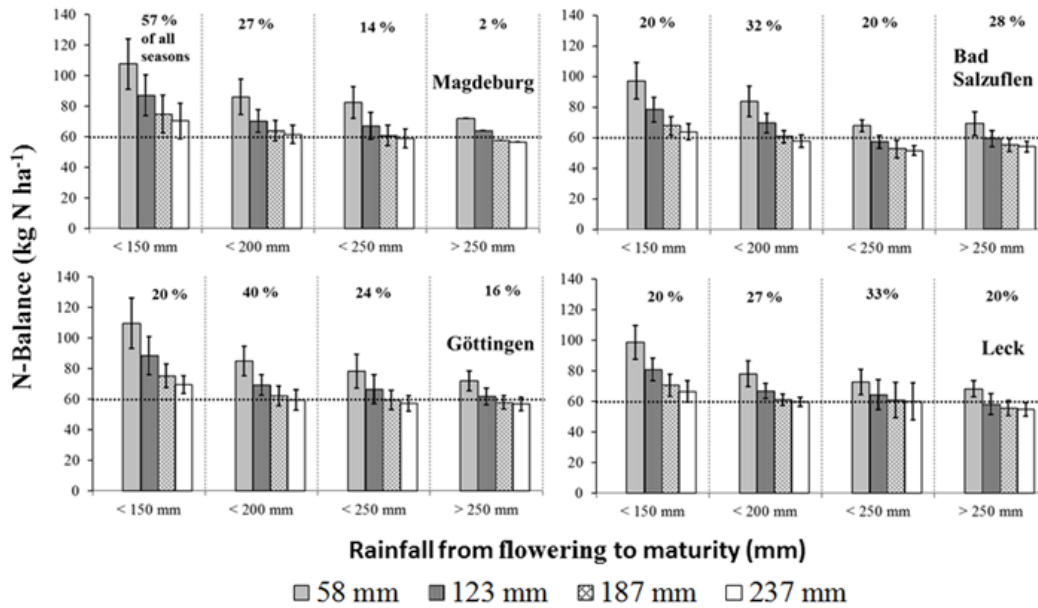 N-Balance (kg N ha⁻¹)
140
120
100
80
60
40
20
0
57 %
of all
seasons
27 %
14 %
2 %
Magdeburg
< 150 mm
< 200 mm
< 250 mm
> 250 mm
140
120
100
80
60
40
20
0
20 %
32 %
20 %
28 %
Bad
Salzuflen
< 150 mm
< 200 mm
< 250 mm
> 250 mm
140
120
100
80
60
40
20
0
20 %
40 %
24 %
16 %
Göttingen
< 150 mm
< 200 mm
< 250 mm
> 250 mm
140
120
100
80
60
40
20
0
20 %
27 %
33%
20%
Leck
< 150 mm
< 200 mm
< 250 mm
> 250 mm
Rainfall from flowering to maturity (mm)
58 mm 123 mm 187 mm 237 mm